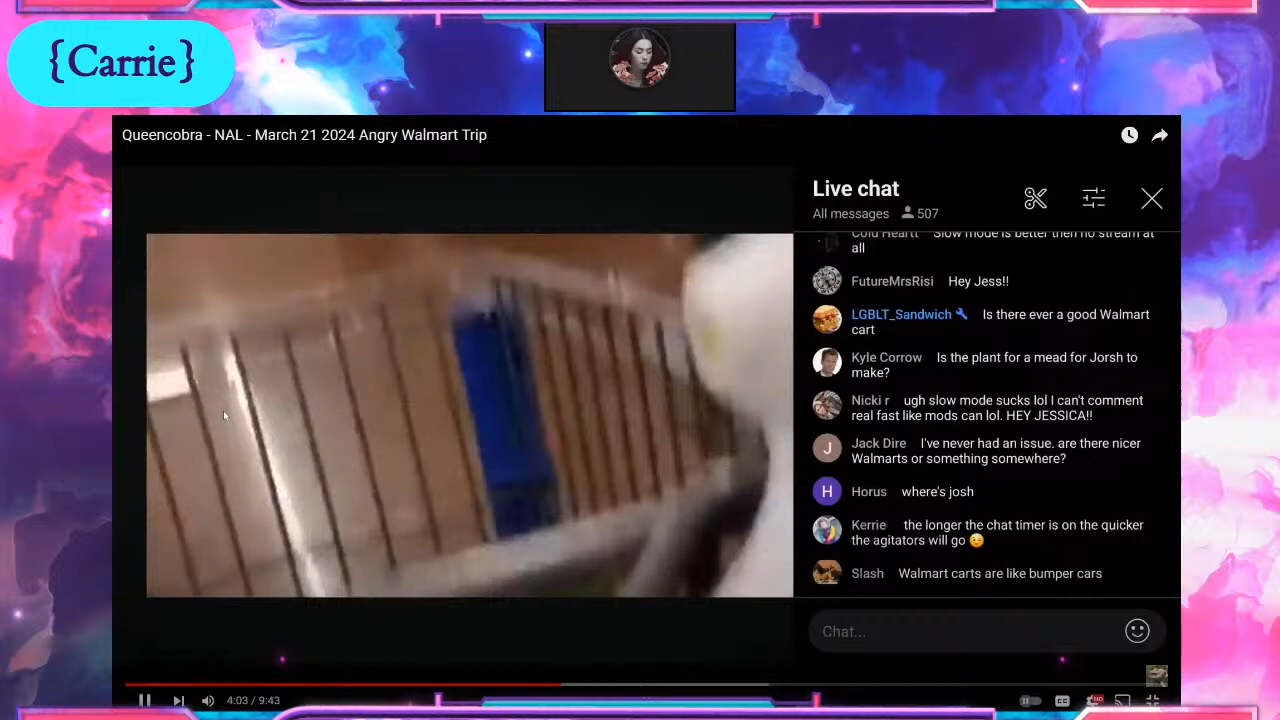 {Carrie}
Queencobra - NAL - March 21 2024 Angry Walmart Trip
Live chat
All messages 507
Cold Heartt Slow mode is better then no stream at
all
FutureMrsRisi Hey Jess!!
LGBLT_Sandwich Is there ever a good Walmart
cart
Kyle Corrow Is the plant for a mead for Jorsh to
make?
Nicki r ugh slow mode sucks lol I can't comment
real fast like mods can lol. HEY JESSICA!!
J
Jack Dire I've never had an issue. are there nicer
Walmarts or something somewhere?
H
Horus where's josh
Kerrie the longer the chat timer is on the quicker
the agitators will go 😉
Slash Walmart carts are like bumper cars
Chat...
4:03 / 9:43
CC
HD